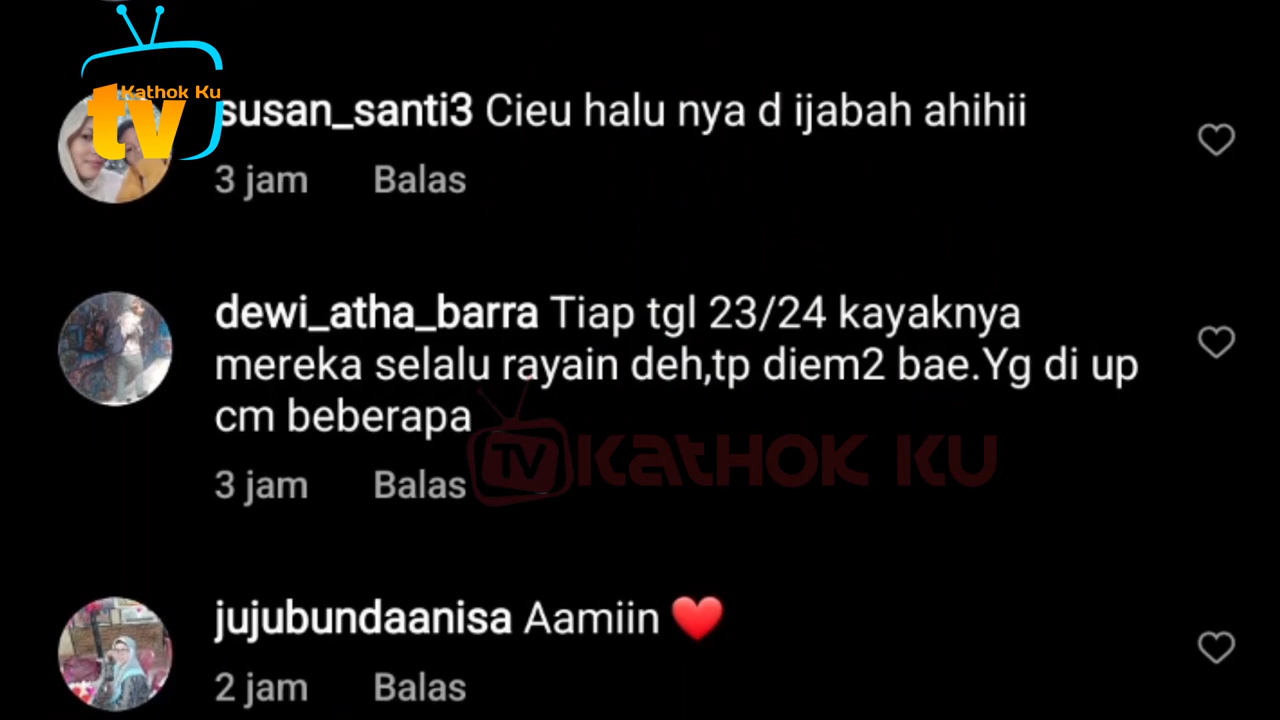 Kathok Ku
tv
susan_santi3 Cieu halu nya d ijabah ahihii
3 jam Balas
dewi_atha_barra Tiap tgl 23/24 kayaknya
mereka selalu rayain deh,tp diem2 bae.Yg di up
cm beberapa
3 jam Balas
TV KATHOK KU
jujubundaanisa Aamiin ❤️
2 jam Balas